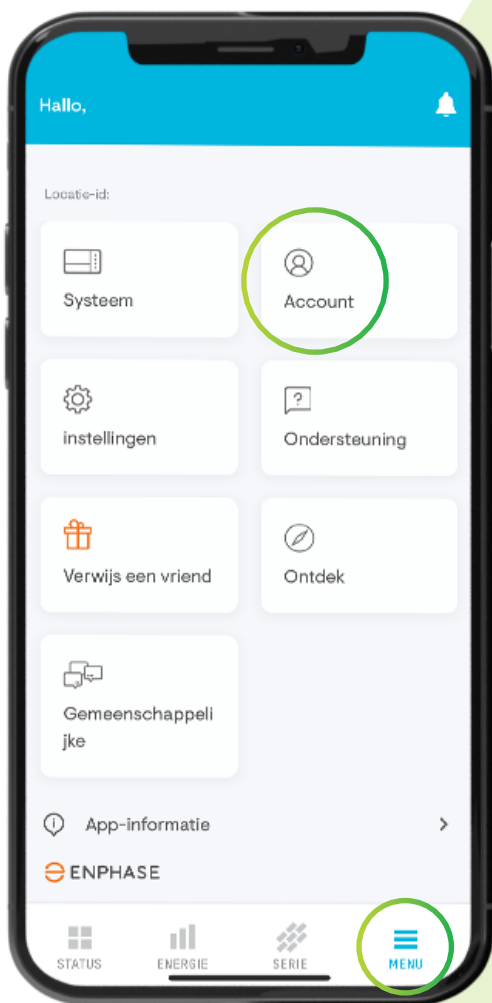 Hallo,
Locatie-id:
Systeem
Account
instellingen
Ondersteuning
Verwijs een vriend
Ontdek
Gemeenschappeli
jke
App-informatie
ENPHASE
STATUS
ENERGIE
SERIE
MENU